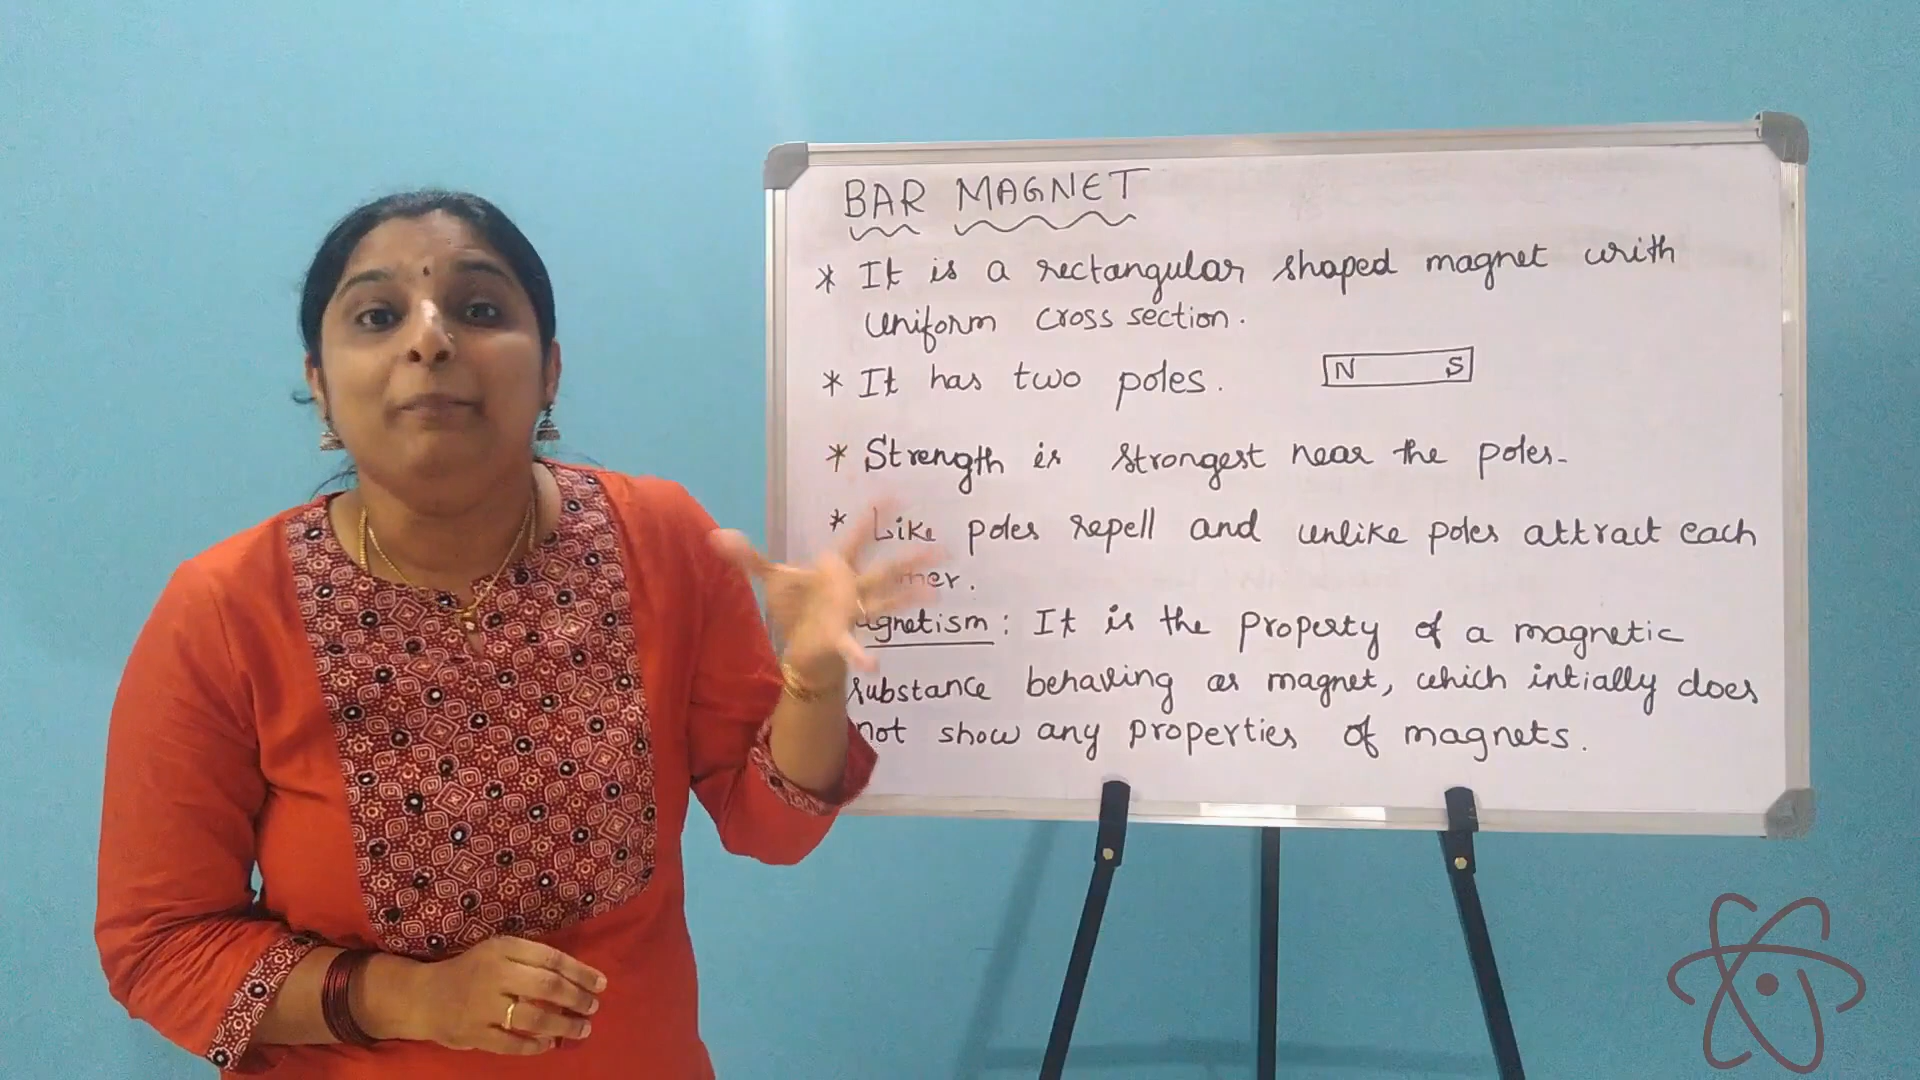 BAR MAGNET
* It is a rectangular shaped magnet with
uniform cross section.
* It has two poles.
N S
* Strength is strongest near the poles.
* Like poles repell and unlike poles attract each
: It is the property of a magnetic
substance behaving as magnet, which intially does
not show any properties of magnets.